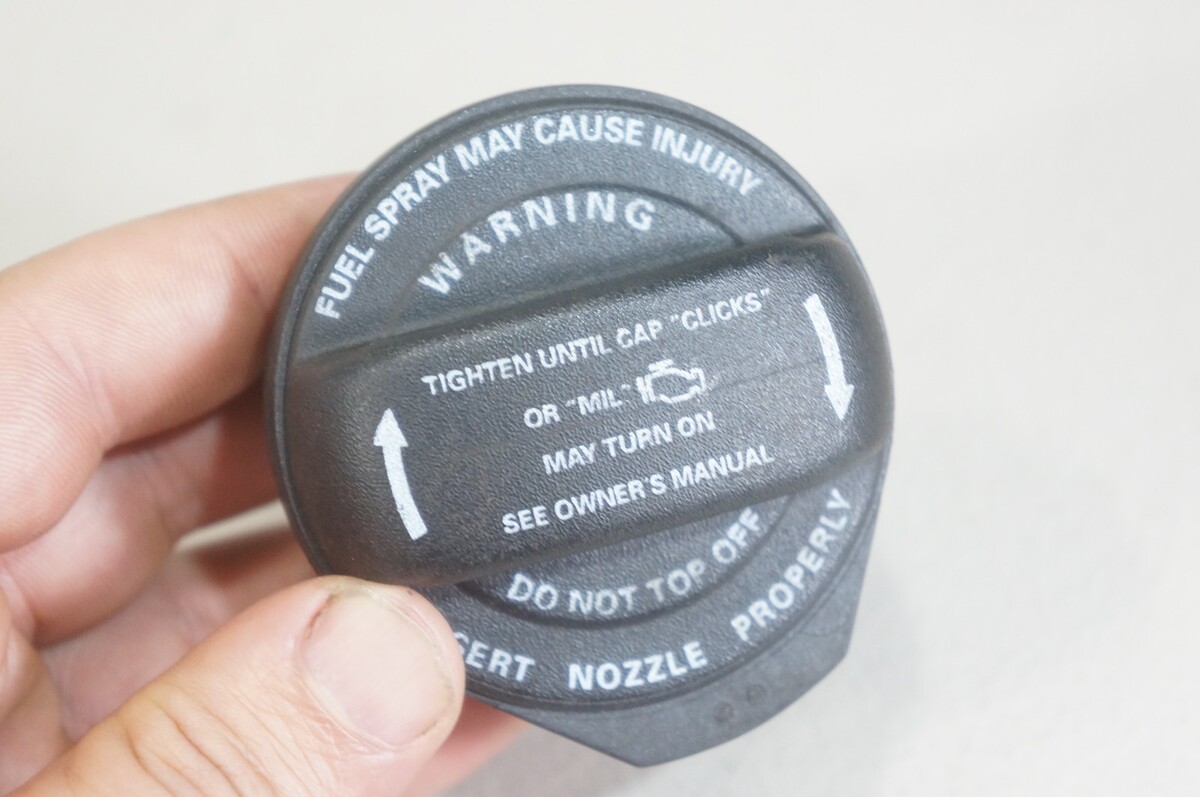 FUEL SPRAY MAY CAUSE INJURY
WARNING
TIGHTEN UNTIL CAP "CLICKS"
OR "MIL"
MAY TURN ON
SEE OWNER'S MANUAL
DO NOT TOP OFF
NOZZLE PROPERLY